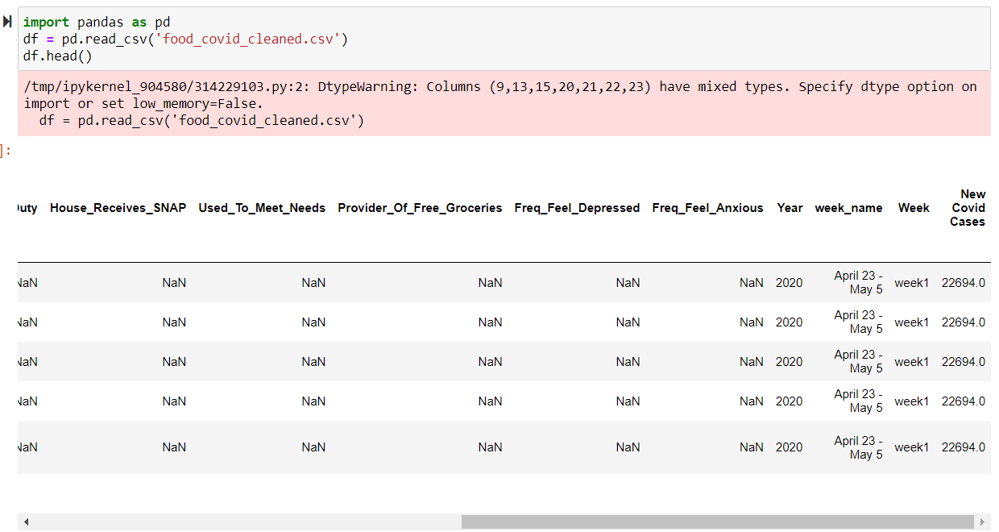 import pandas as pd
df = pd.read_csv('food_covid_cleaned.csv')
df.head()
/tmp/ipykernel_904580/314229103.py:2: DtypeWarning: Columns (9,13,15,20,21,22,23) have mixed types. Specify dtype option on
import or set low_memory=False.
  df = pd.read_csv('food_covid_cleaned.csv')
]:
uty House_Receives_SNAP Used_To_Meet_Needs Provider_Of_Free_Groceries Freq_Feel_Depressed Freq_Feel_Anxious Year week_name Week New Covid Cases
NaN NaN NaN NaN NaN NaN 2020 April 23 - May 5 week1 22694.0
NaN NaN NaN NaN NaN NaN 2020 April 23 - May 5 week1 22694.0
NaN NaN NaN NaN NaN NaN 2020 April 23 - May 5 week1 22694.0
NaN NaN NaN NaN NaN NaN 2020 April 23 - May 5 week1 22694.0
NaN NaN NaN NaN NaN NaN 2020 April 23 - May 5 week1 22694.0